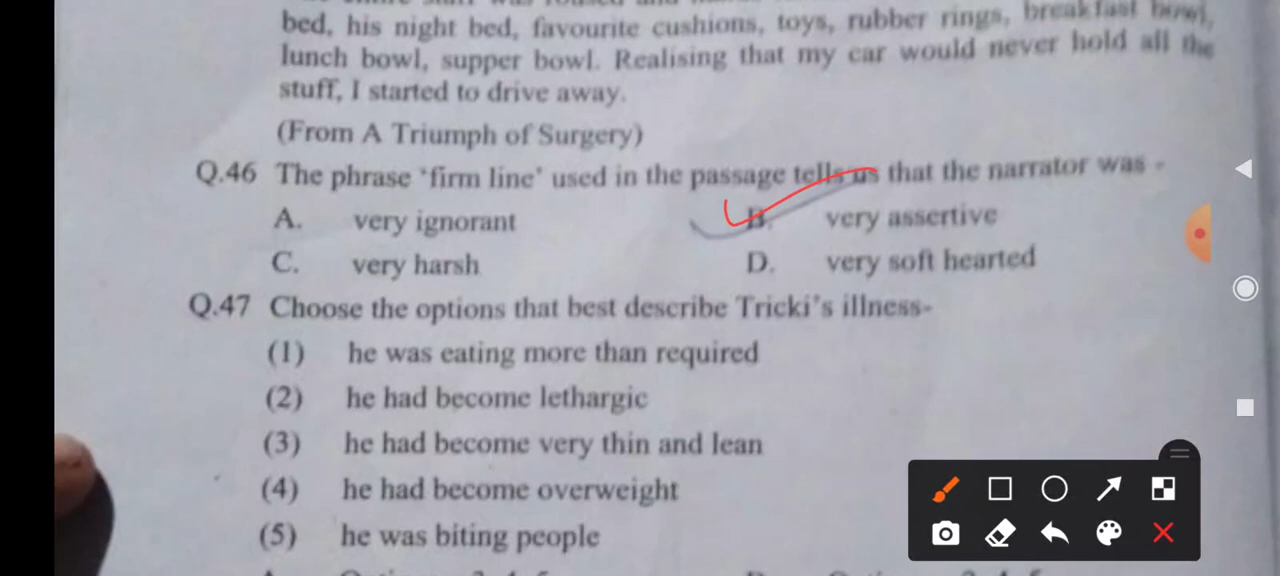 bed, his night bed, favourite cushions, toys, rubber rings, breakfast bowl,
lunch bowl, supper bowl. Realising that my car would never hold all the
stuff, I started to drive away.
(From A Triumph of Surgery)
Q.46 The phrase 'firm line' used in the passage tells us that the narrator was -
A. very ignorant B. very assertive
C. very harsh D. very soft hearted
Q.47 Choose the options that best describe Tricki's illness-
(1) he was eating more than required
(2) he had become lethargic
(3) he had become very thin and lean
(4) he had become overweight
(5) he was biting people